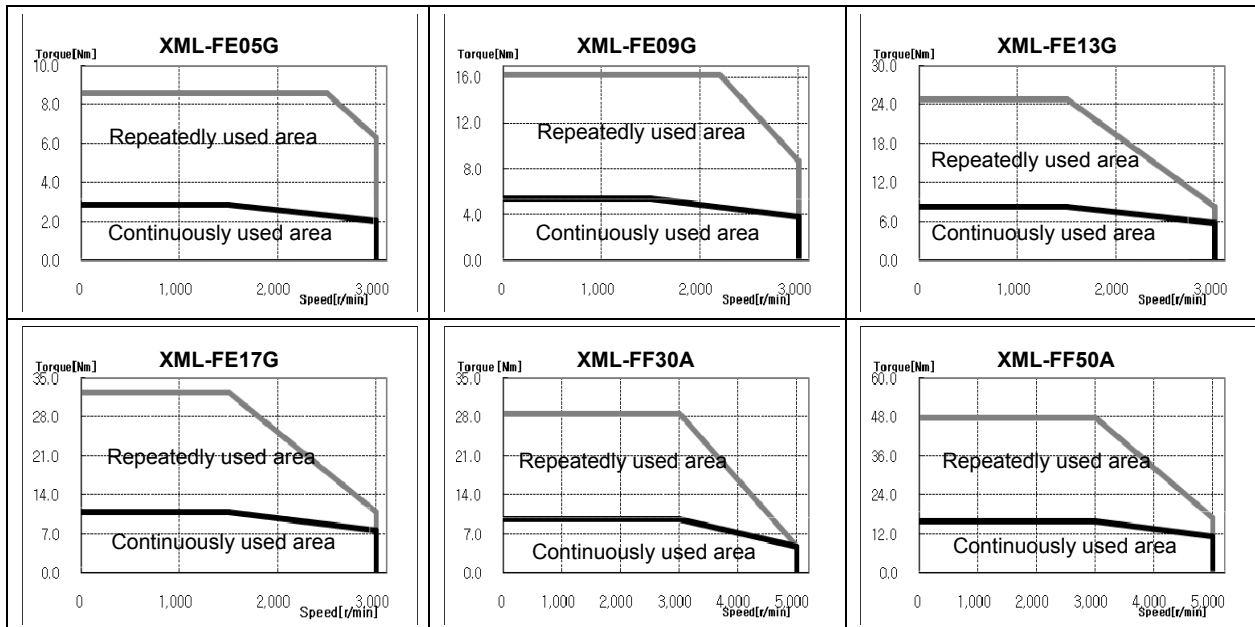 XML-FE05G
Torque[Nm]
10.0
8.0
6.0
4.0
2.0
0.0
Repeatedly used area
Continuously used area
0 1,000 2,000 3,000
Speed[r/min]
XML-FE09G
Torque[Nm]
16.0
12.0
8.0
4.0
0.0
Repeatedly used area
Continuously used area
0 1,000 2,000 3,000
Speed[r/min]
XML-FE13G
Torque[Nm]
30.0
24.0
18.0
12.0
6.0
0.0
Repeatedly used area
Continuously used area
0 1,000 2,000 3,000
Speed[r/min]
XML-FE17G
Torque[Nm]
35.0
28.0
21.0
14.0
7.0
0.0
Repeatedly used area
Continuously used area
0 1,000 2,000 3,000
Speed[r/min]
XML-FF30A
Torque [Nm]
35.0
28.0
21.0
14.0
7.0
0.0
Repeatedly used area
Continuously used area
0 1,000 2,000 3,000 4,000 5,000
Speed[r/min]
XML-FF50A
Torque[Nm]
60.0
48.0
36.0
24.0
12.0
0.0
Repeatedly used area
Continuously used area
0 1,000 2,000 3,000 4,000 5,000
Speed[r/min]